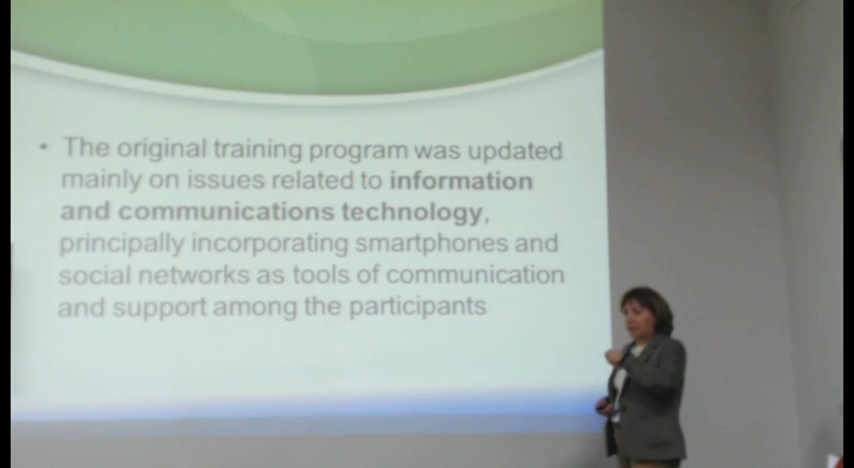 • The original training program was updated
mainly on issues related to information
and communications technology,
principally incorporating smartphones and
social networks as tools of communication
and support among the participants